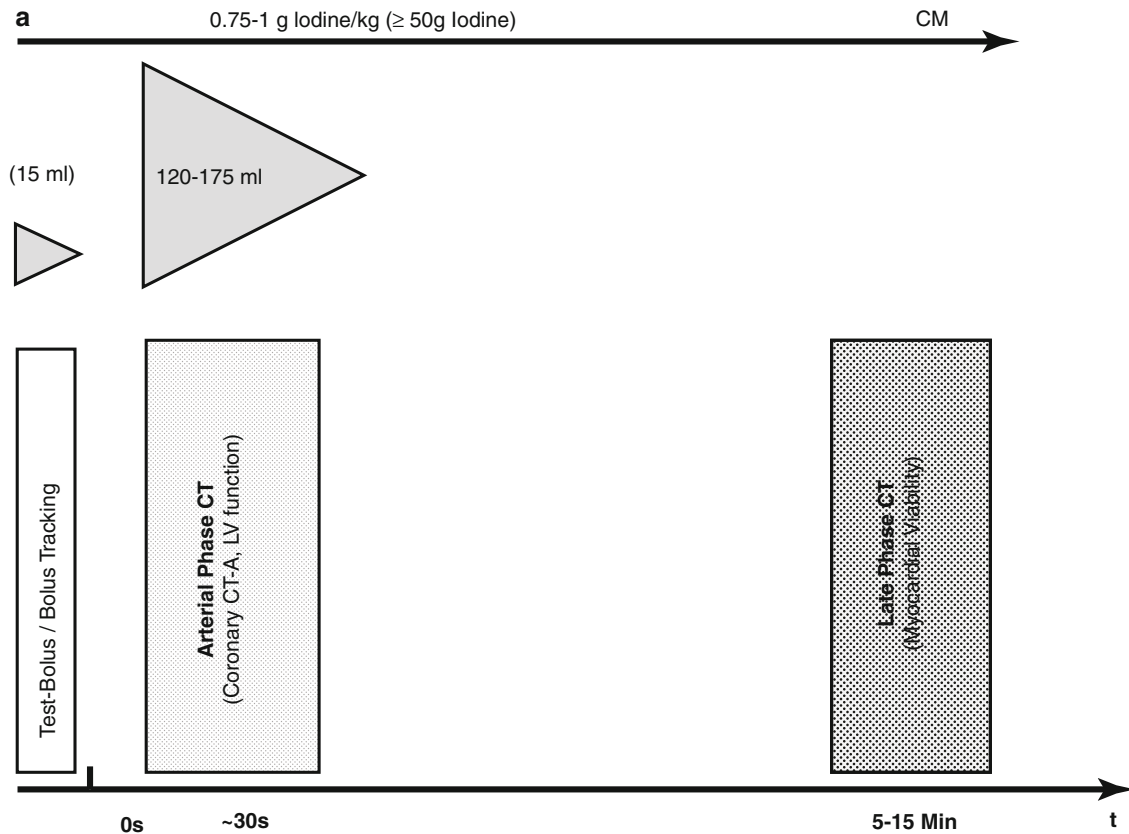 a
0.75-1 g Iodine/kg (≥ 50g Iodine)
CM
(15 ml)
120-175 ml
Test-Bolus / Bolus Tracking
Arterial Phase CT
(Coronary CT-A, LV function)
Late Phase CT
(Myocardial Viability)
0s
~30s
5-15 Min
t